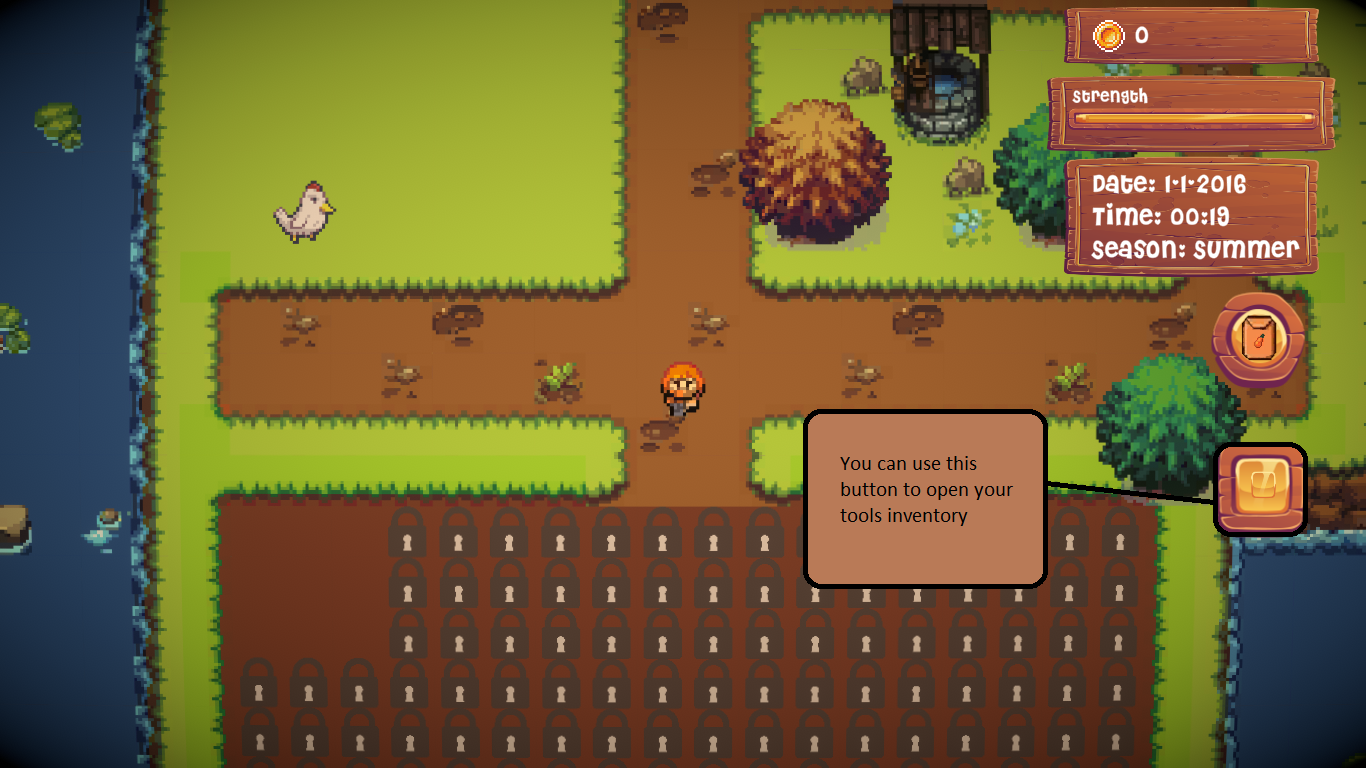 0
strength
Date: 1-1-2016
Time: 00:19
season: summer
You can use this
button to open your
tools inventory